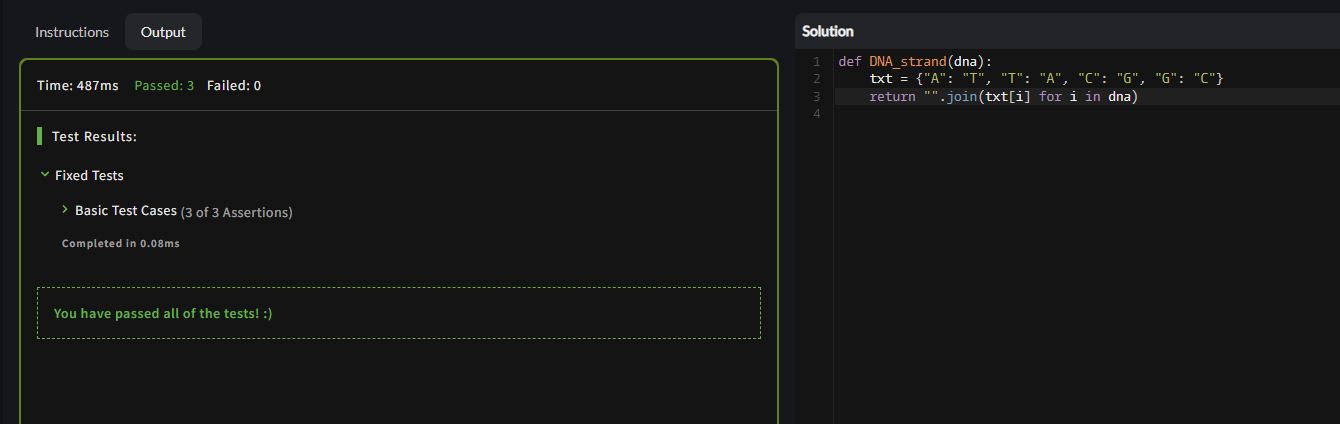 Instructions Output
Time: 487ms Passed: 3 Failed: 0
Test Results:
Fixed Tests
Basic Test Cases (3 of 3 Assertions)
Completed in 0.08ms
You have passed all of the tests! :)
Solution
1 def DNA_strand(dna):
2     txt = {"A": "T", "T": "A", "C": "G", "G": "C"}
3     return "".join(txt[i] for i in dna)
4